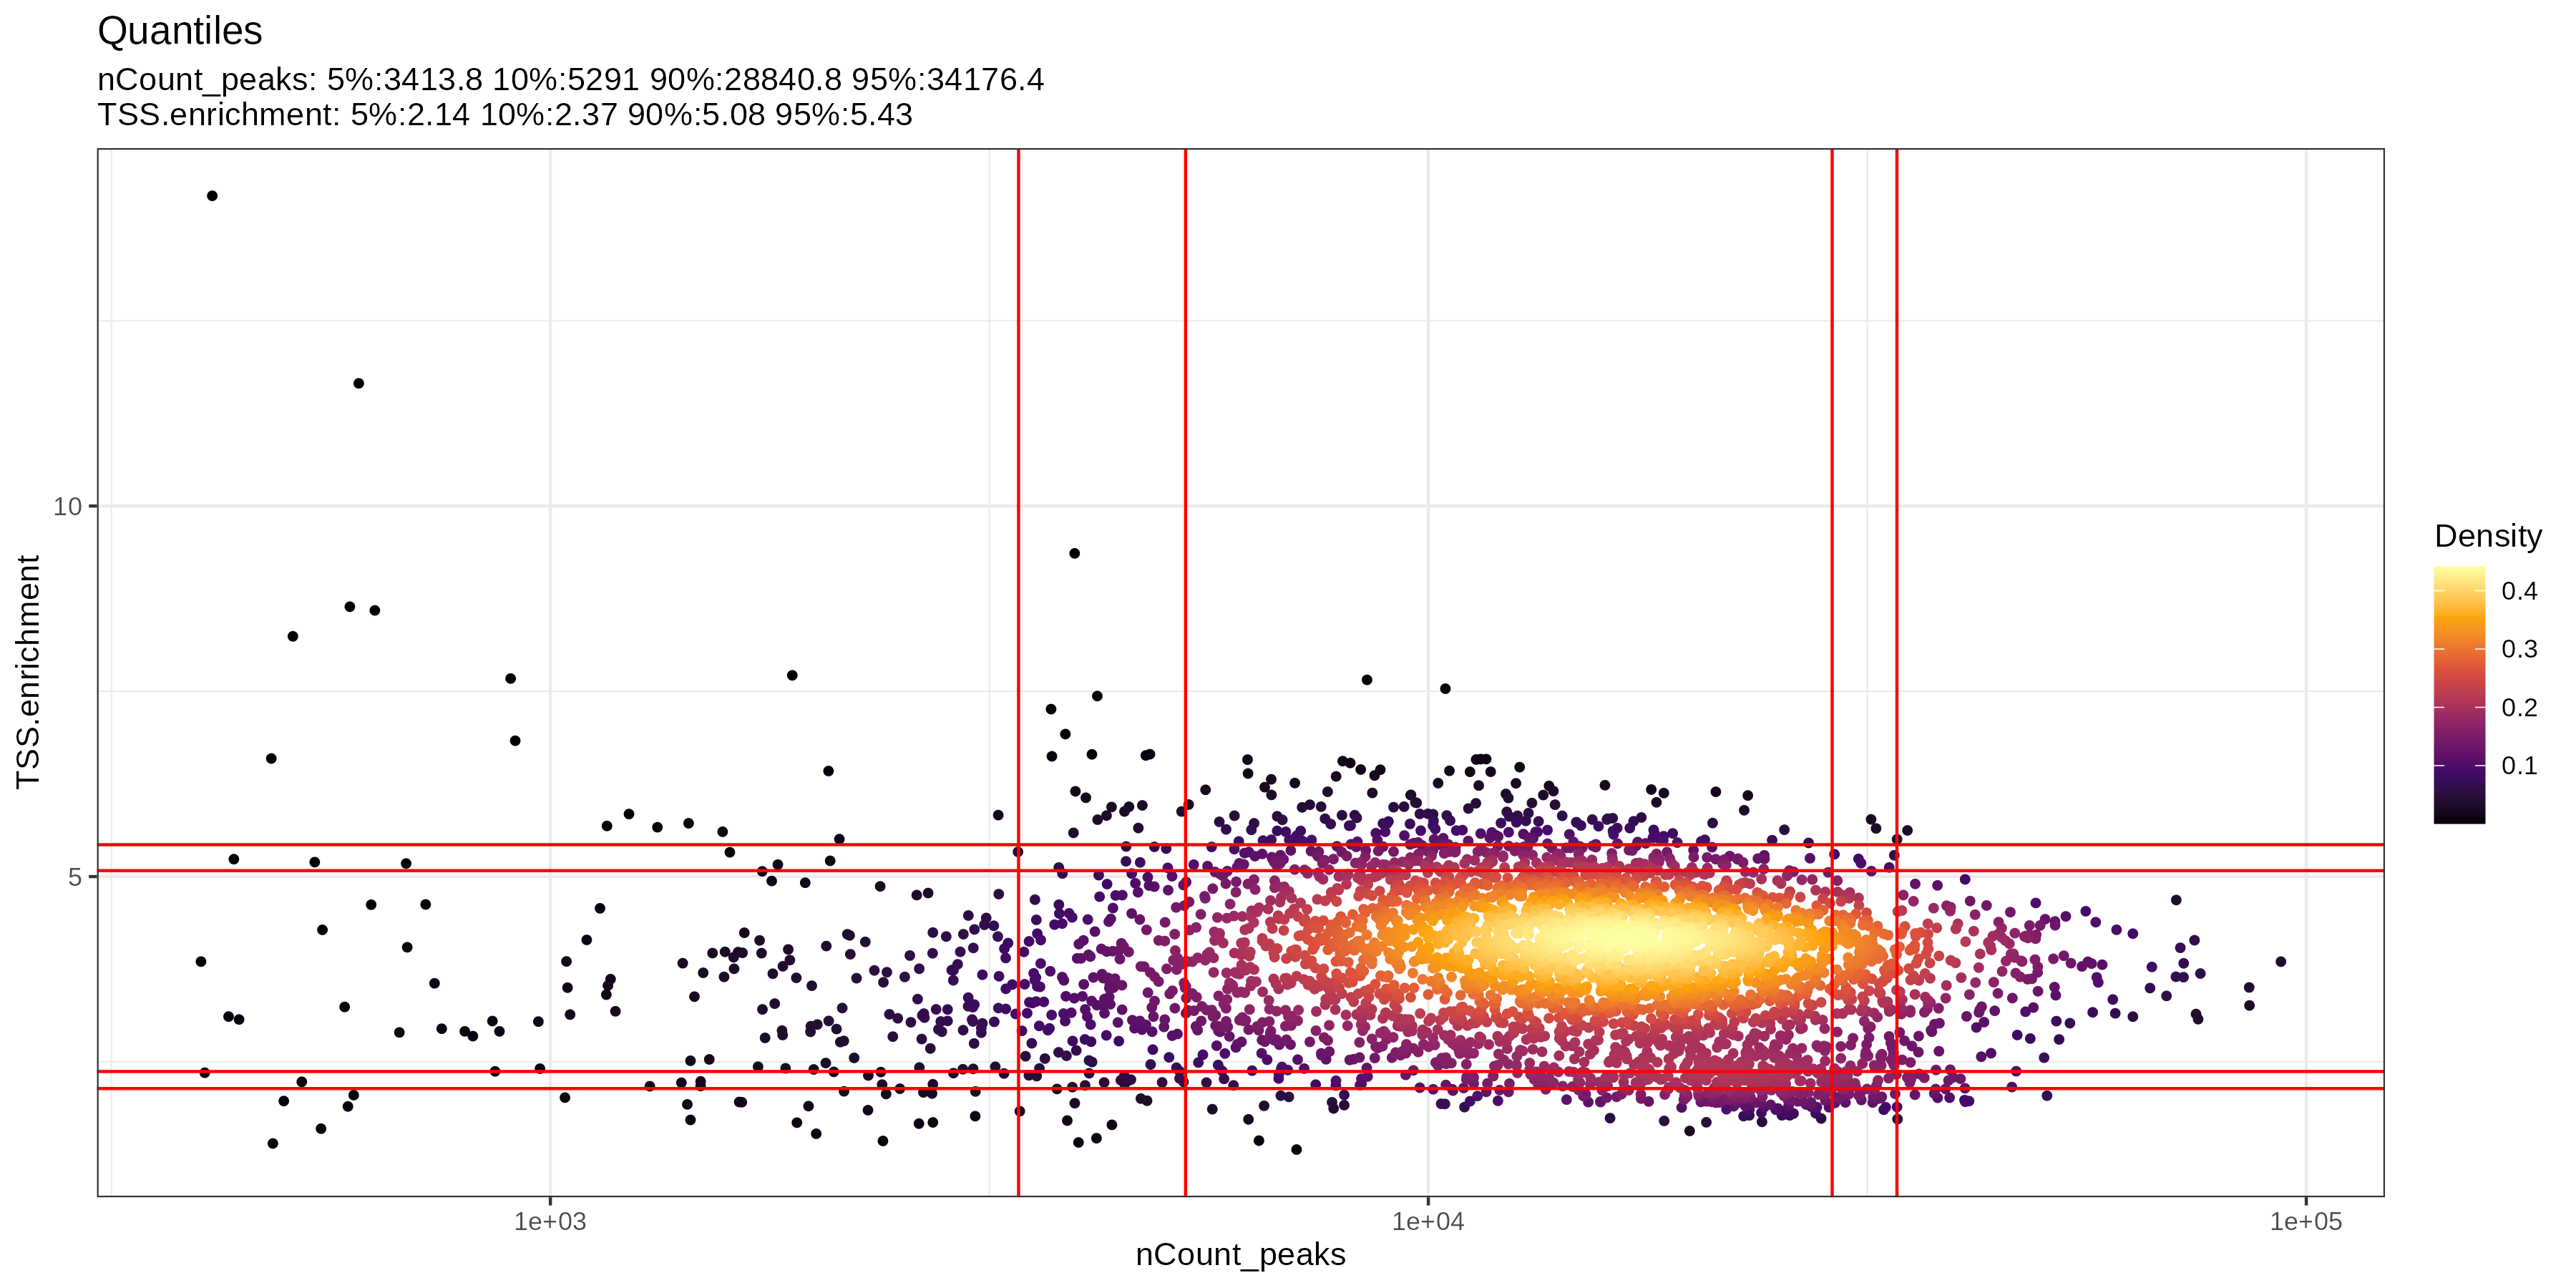 Quantiles
nCount_peaks: 5%:3413.8 10%:5291 90%:28840.8 95%:34176.4
TSS.enrichment: 5%:2.14 10%:2.37 90%:5.08 95%:5.43
TSS.enrichment
10
5
1e+03
1e+04
1e+05
nCount_peaks
Density
0.4
0.3
0.2
0.1